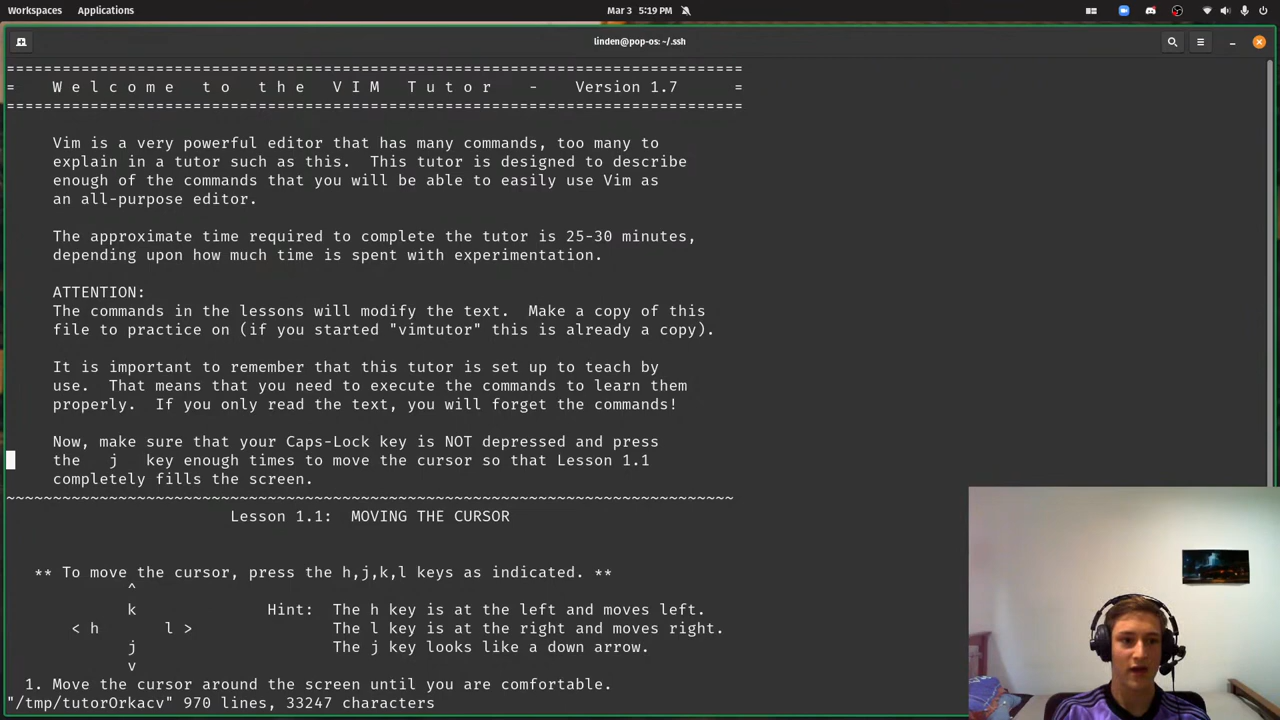 Workspaces Applications Mar 3 5:19 PM
linden@pop-os: ~/.ssh
===============================================================================
= W e l c o m e t o t h e V I M T u t o r - Version 1.7 =
===============================================================================
Vim is a very powerful editor that has many commands, too many to
explain in a tutor such as this. This tutor is designed to describe
enough of the commands that you will be able to easily use Vim as
an all-purpose editor.
The approximate time required to complete the tutor is 25-30 minutes,
depending upon how much time is spent with experimentation.
ATTENTION:
The commands in the lessons will modify the text. Make a copy of this
file to practice on (if you started "vimtutor" this is already a copy).
It is important to remember that this tutor is set up to teach by
use. That means that you need to execute the commands to learn them
properly. If you only read the text, you will forget the commands!
Now, make sure that your Caps-Lock key is NOT depressed and press
the j key enough times to move the cursor so that Lesson 1.1
completely fills the screen.
~~~~~~~~~~~~~~~~~~~~~~~~~~~~~~~~~~~~~~~~~~~~~~~~~~~~~~~~~~~~~~~~~~~~~~~~~~~~~~
Lesson 1.1: MOVING THE CURSOR
** To move the cursor, press the h,j,k,l keys as indicated. **
^
k Hint: The h key is at the left and moves left.
< h l > The l key is at the right and moves right.
j The j key looks like a down arrow.
v
1. Move the cursor around the screen until you are comfortable.
"/tmp/tutorOrkacv" 970 lines, 33247 characters